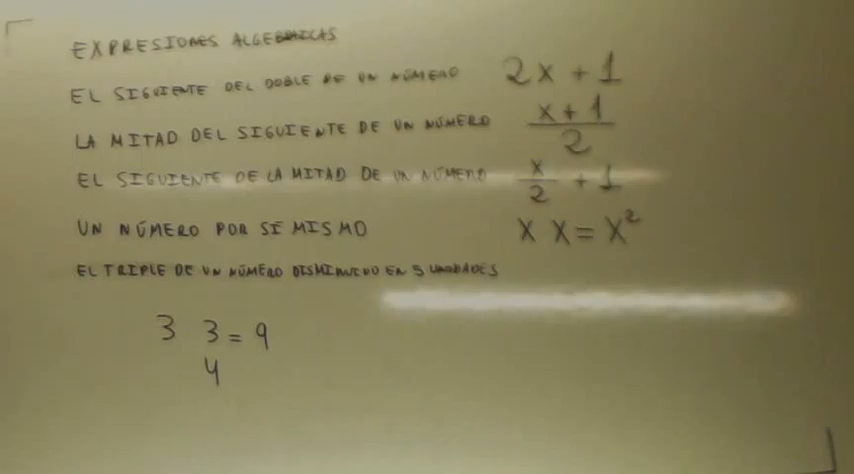 EXPRESIONES ALGEBRAICAS
EL SIGUIENTE DEL DOBLE DE UN NÚMERO 2x + 1
LA MITAD DEL SIGUIENTE DE UN NÚMERO x + 1 / 2
EL SIGUIENTE DE LA MITAD DE UN NÚMERO x / 2 + 1
UN NÚMERO POR SÍ MISMO X X = X²
EL TRIPLE DE UN NÚMERO DISMINUIDO EN 5 UNIDADES
3 3 = 9
4